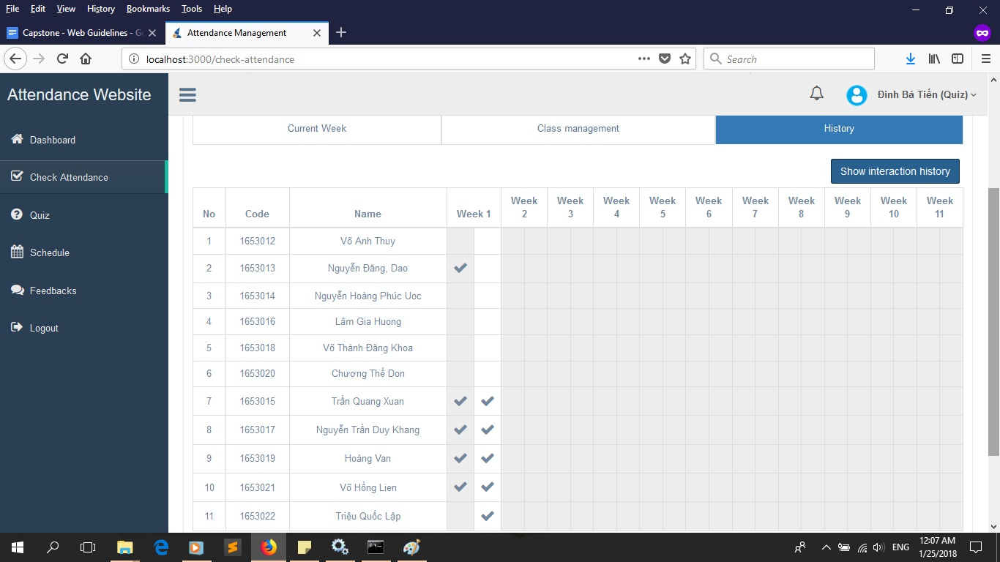 File Edit View History Bookmarks Tools Help
Capstone - Web Guidelines - G
Attendance Management
localhost:3000/check-attendance
Search
Attendance Website
Đinh Bá Tiến (Quiz)
Dashboard
Check Attendance
Quiz
Schedule
Feedbacks
Logout
Current Week Class management History
Show interaction history
No Code Name Week 1 Week 2 Week 3 Week 4 Week 5 Week 6 Week 7 Week 8 Week 9 Week 10 Week 11
1 1653012 Võ Anh Thuy
2 1653013 Nguyễn Đăng, Dao
3 1653014 Nguyễn Hoàng Phúc Uoc
4 1653016 Lâm Gia Huong
5 1653018 Võ Thành Đăng Khoa
6 1653020 Chương Thế Don
7 1653015 Trần Quang Xuan
8 1653017 Nguyễn Trần Duy Khang
9 1653019 Hoàng Van
10 1653021 Võ Hồng Lien
11 1653022 Triệu Quốc Lập
ENG
12:07 AM
1/25/2018